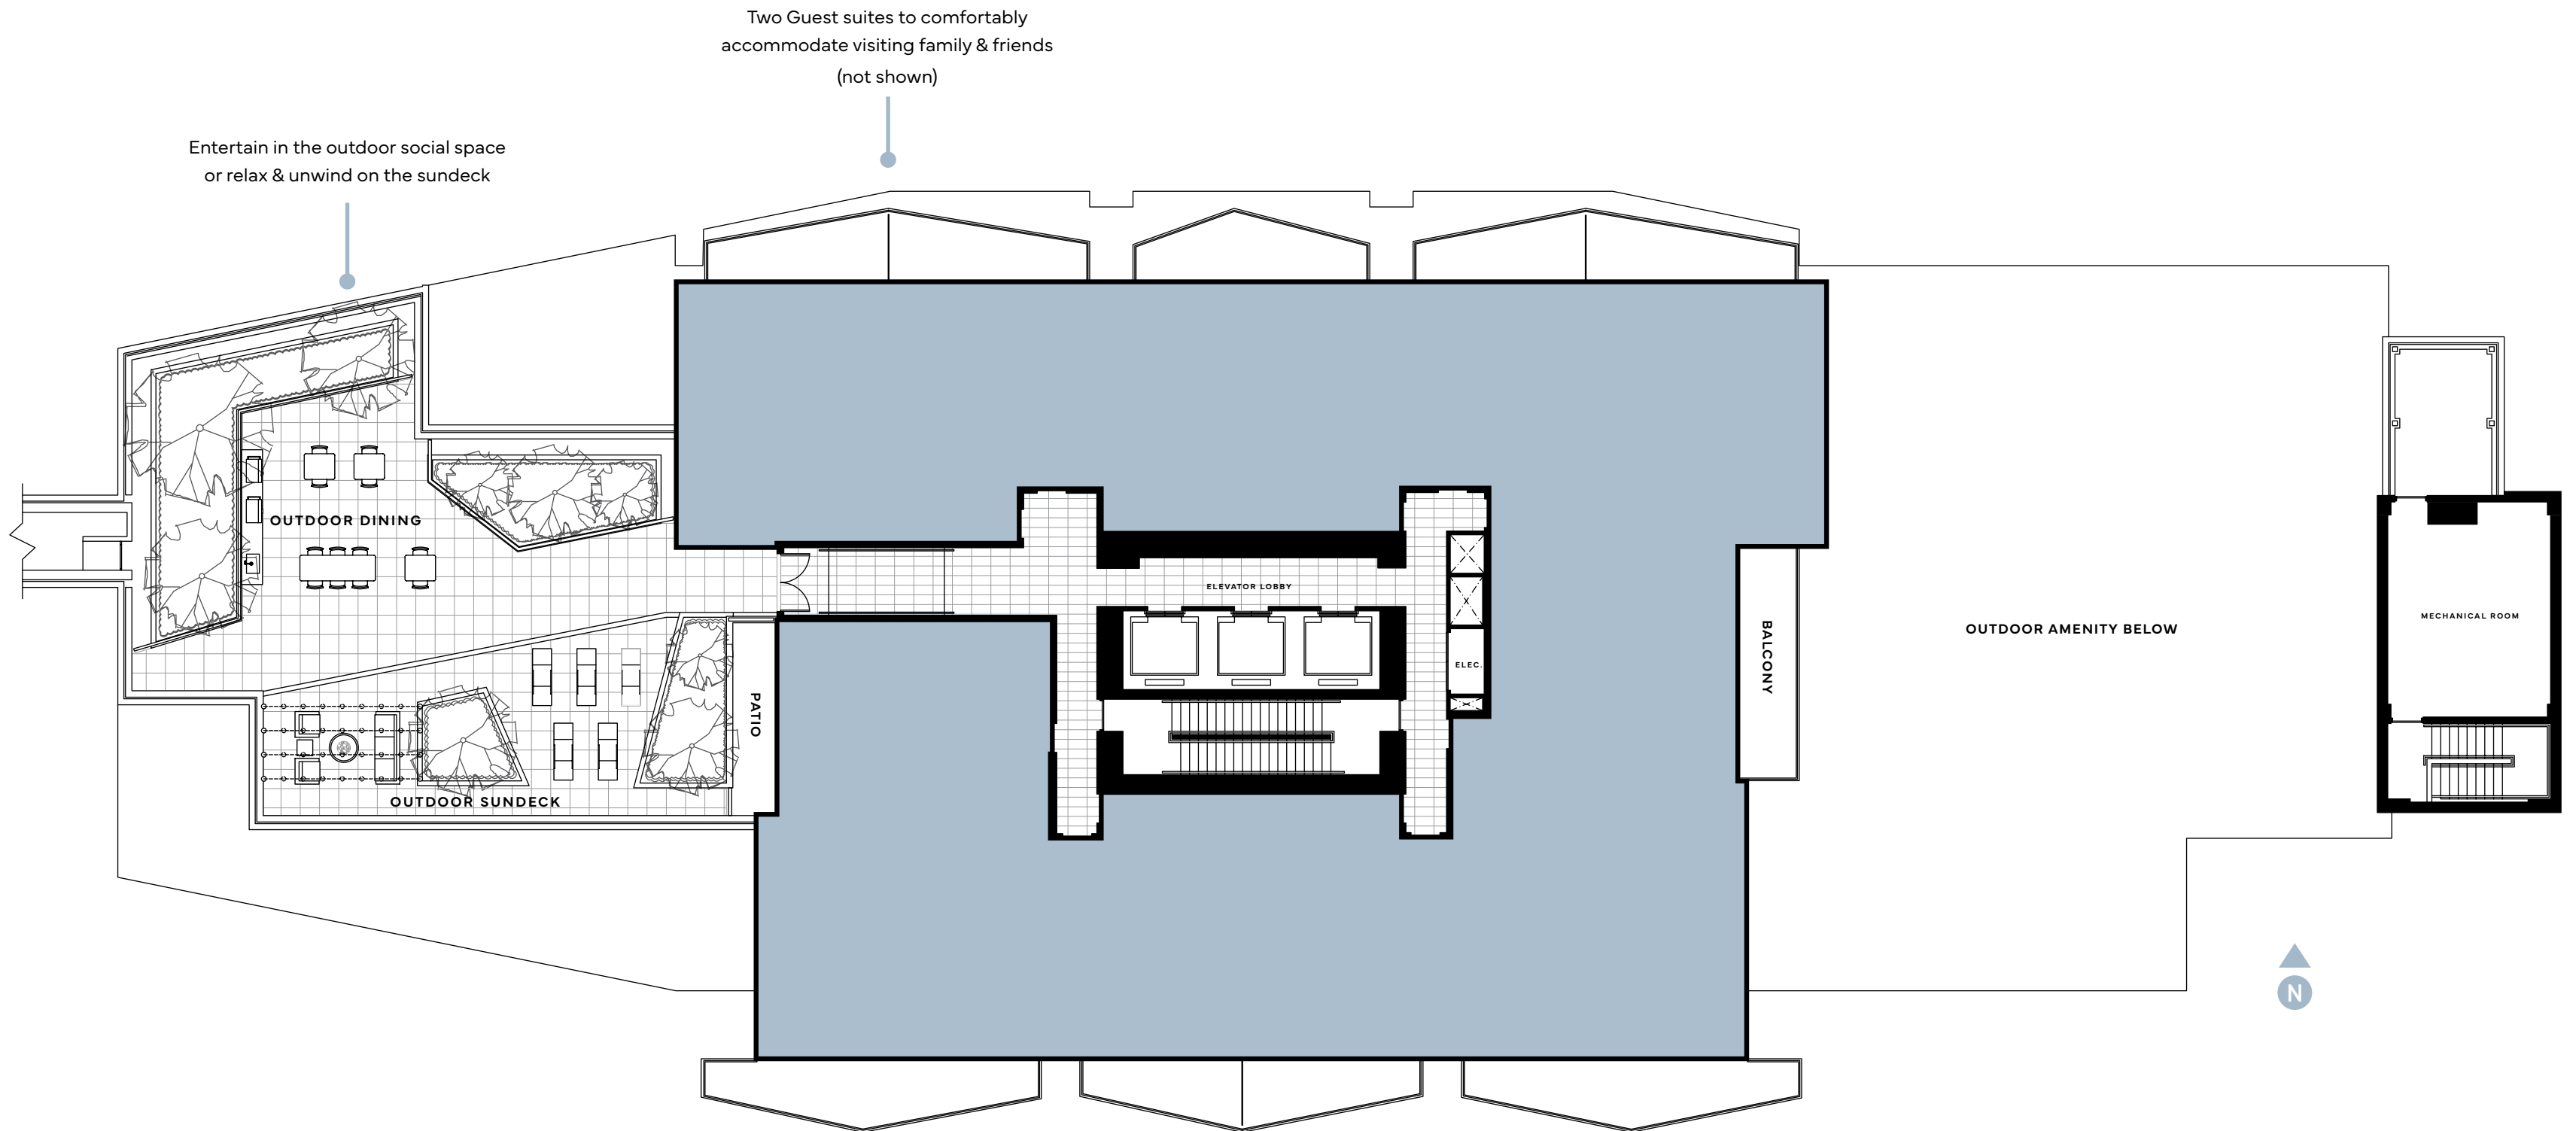 Two Guest suites to comfortably
accommodate visiting family & friends
(not shown)
Entertain in the outdoor social space
or relax & unwind on the sundeck
OUTDOOR DINING
ELEVATOR LOBBY
X
ELEC.
BALCONY
OUTDOOR AMENITY BELOW
MECHANICAL ROOM
PATIO
OUTDOOR SUNDECK
N